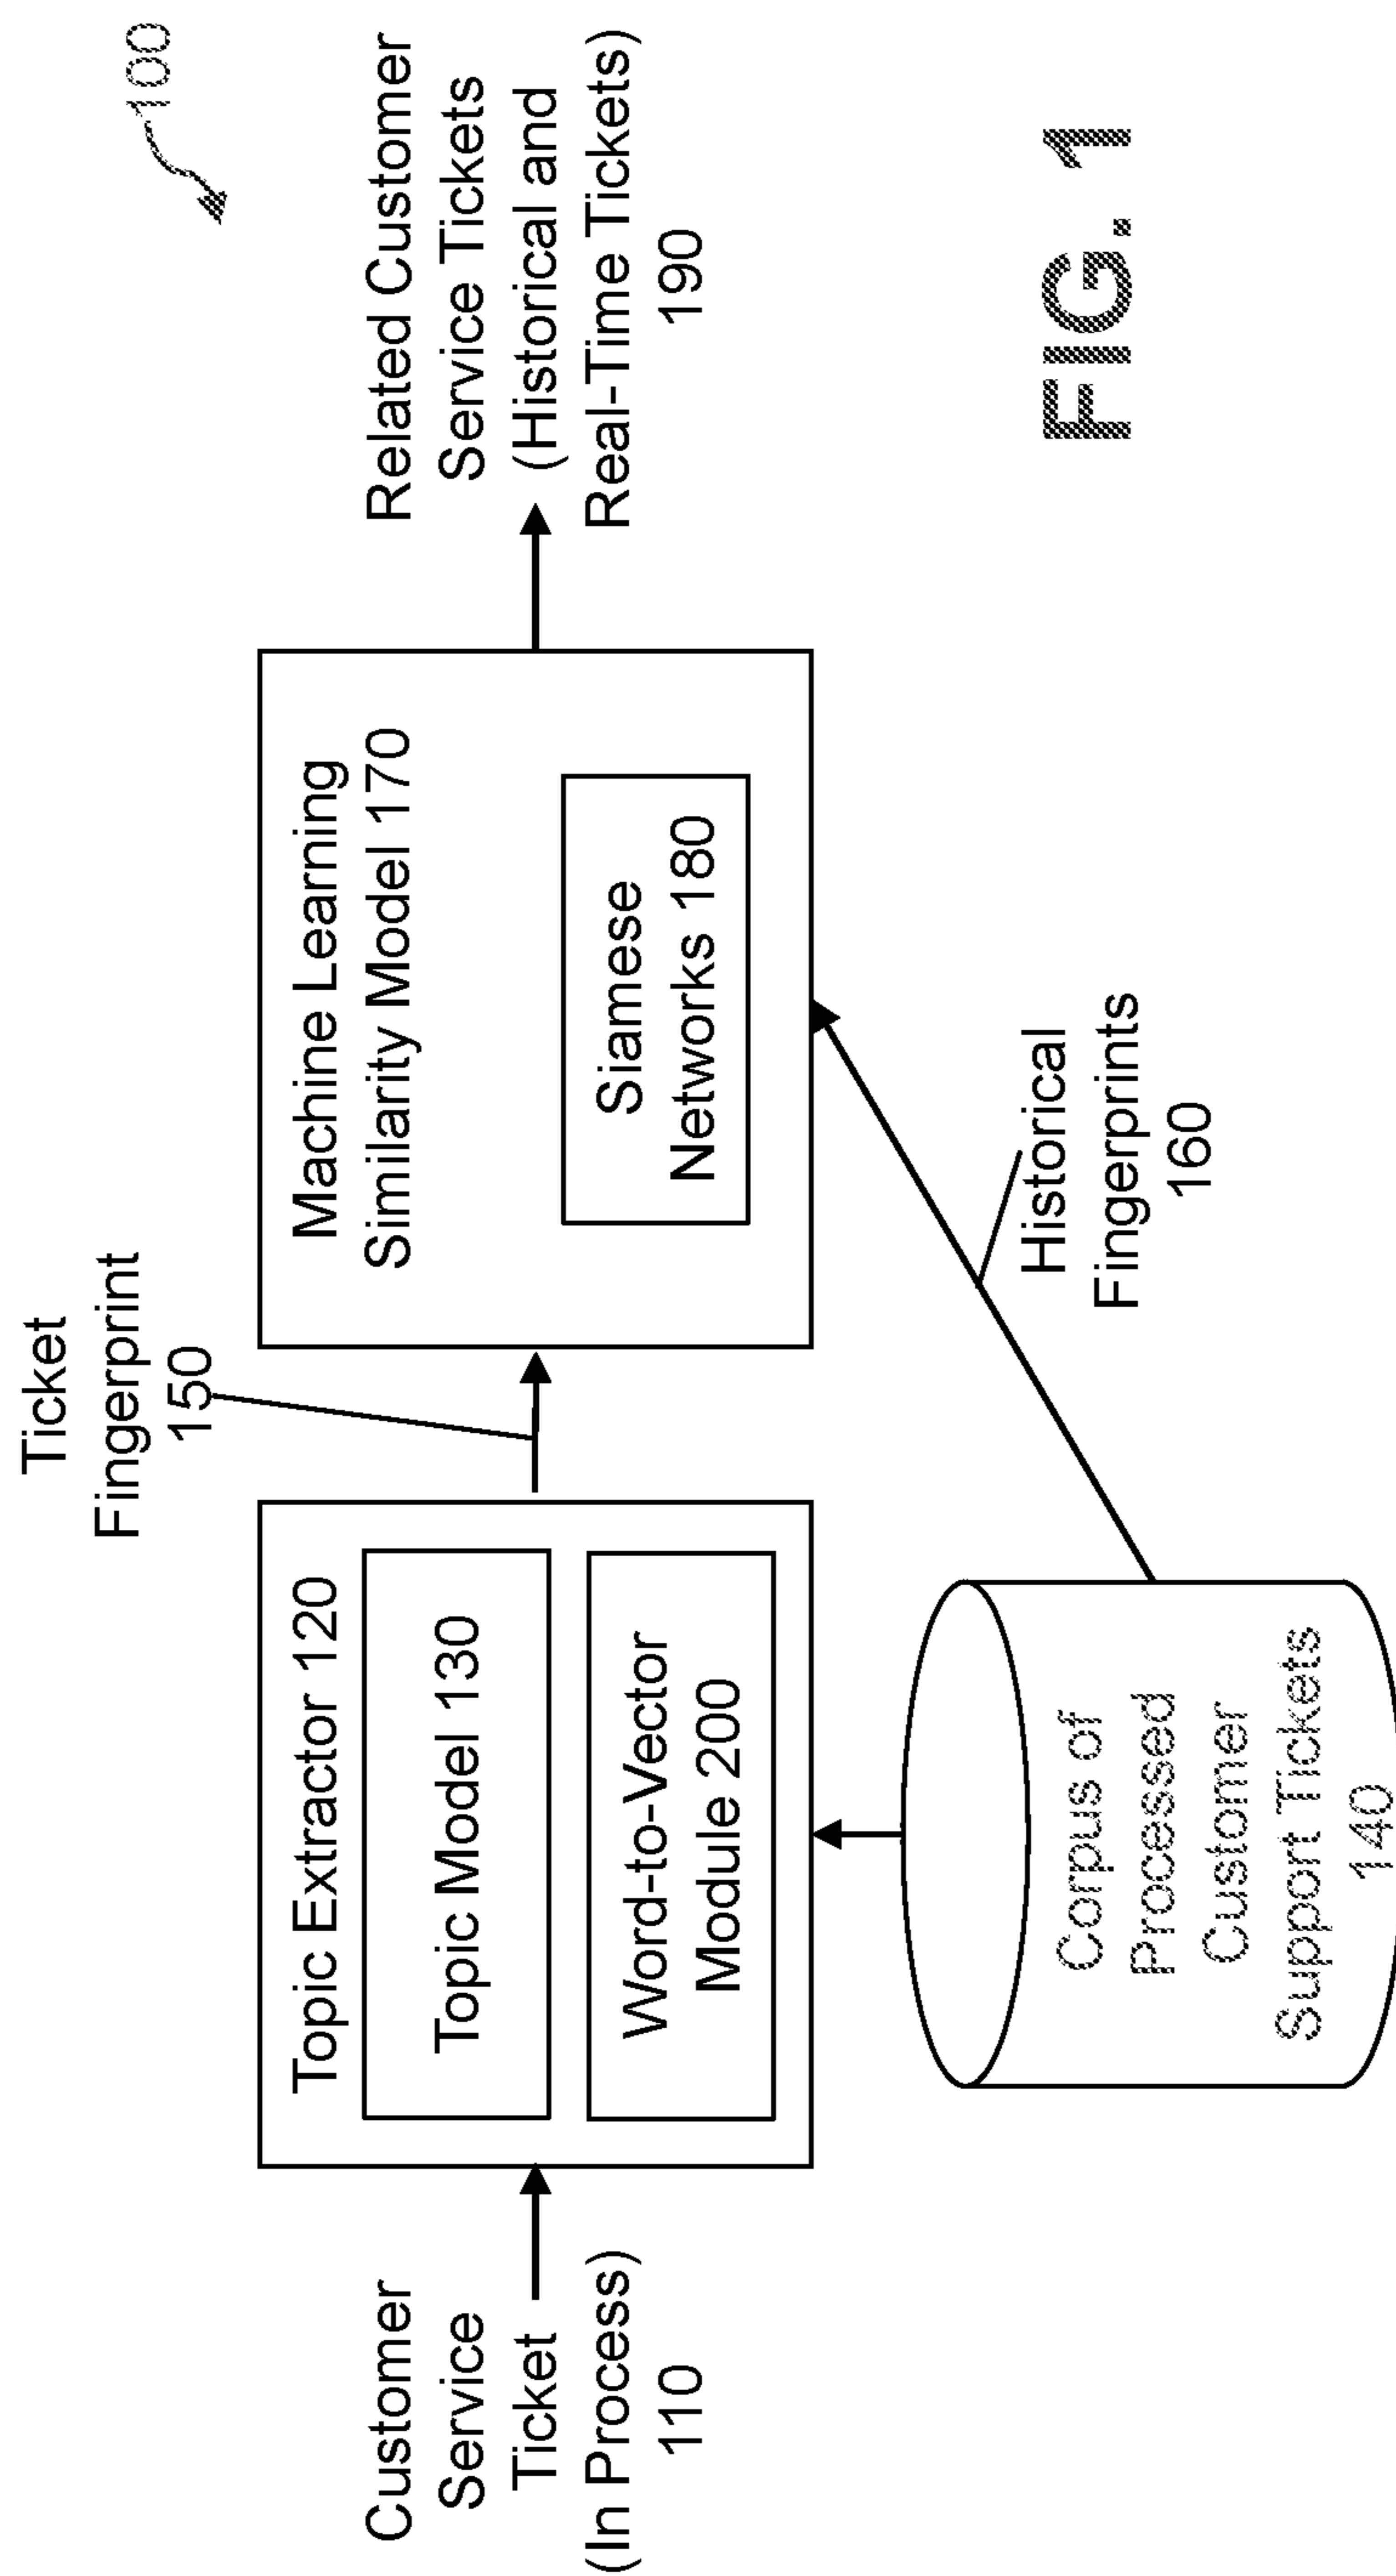 100
Customer
Service
Ticket
(In Process)
110
Topic Extractor 120
Topic Model 130
Word-to-Vector
Module 200
Ticket
Fingerprint
150
Machine Learning
Similarity Model 170
Siamese
Networks 180
Related Customer
Service Tickets
(Historical and
Real-Time Tickets)
190
Corpus of
Processed
Customer
Support Tickets
140
Historical
Fingerprints
160
FIG. 1